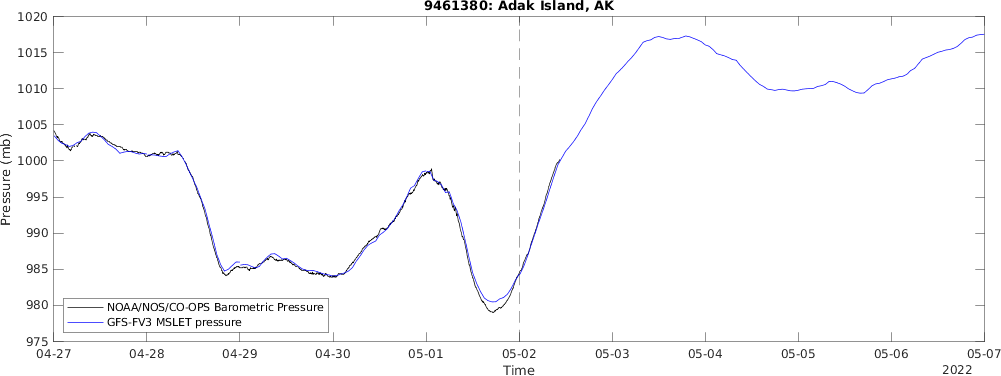 9461380: Adak Island, AK
Pressure (mb)
1020
1015
1010
1005
1000
995
990
985
980
975
NOAA/NOS/CO-OPS Barometric Pressure
GFS-FV3 MSLET pressure
04-27 04-28 04-29 04-30 05-01 05-02 05-03 05-04 05-05 05-06 05-07
Time
2022